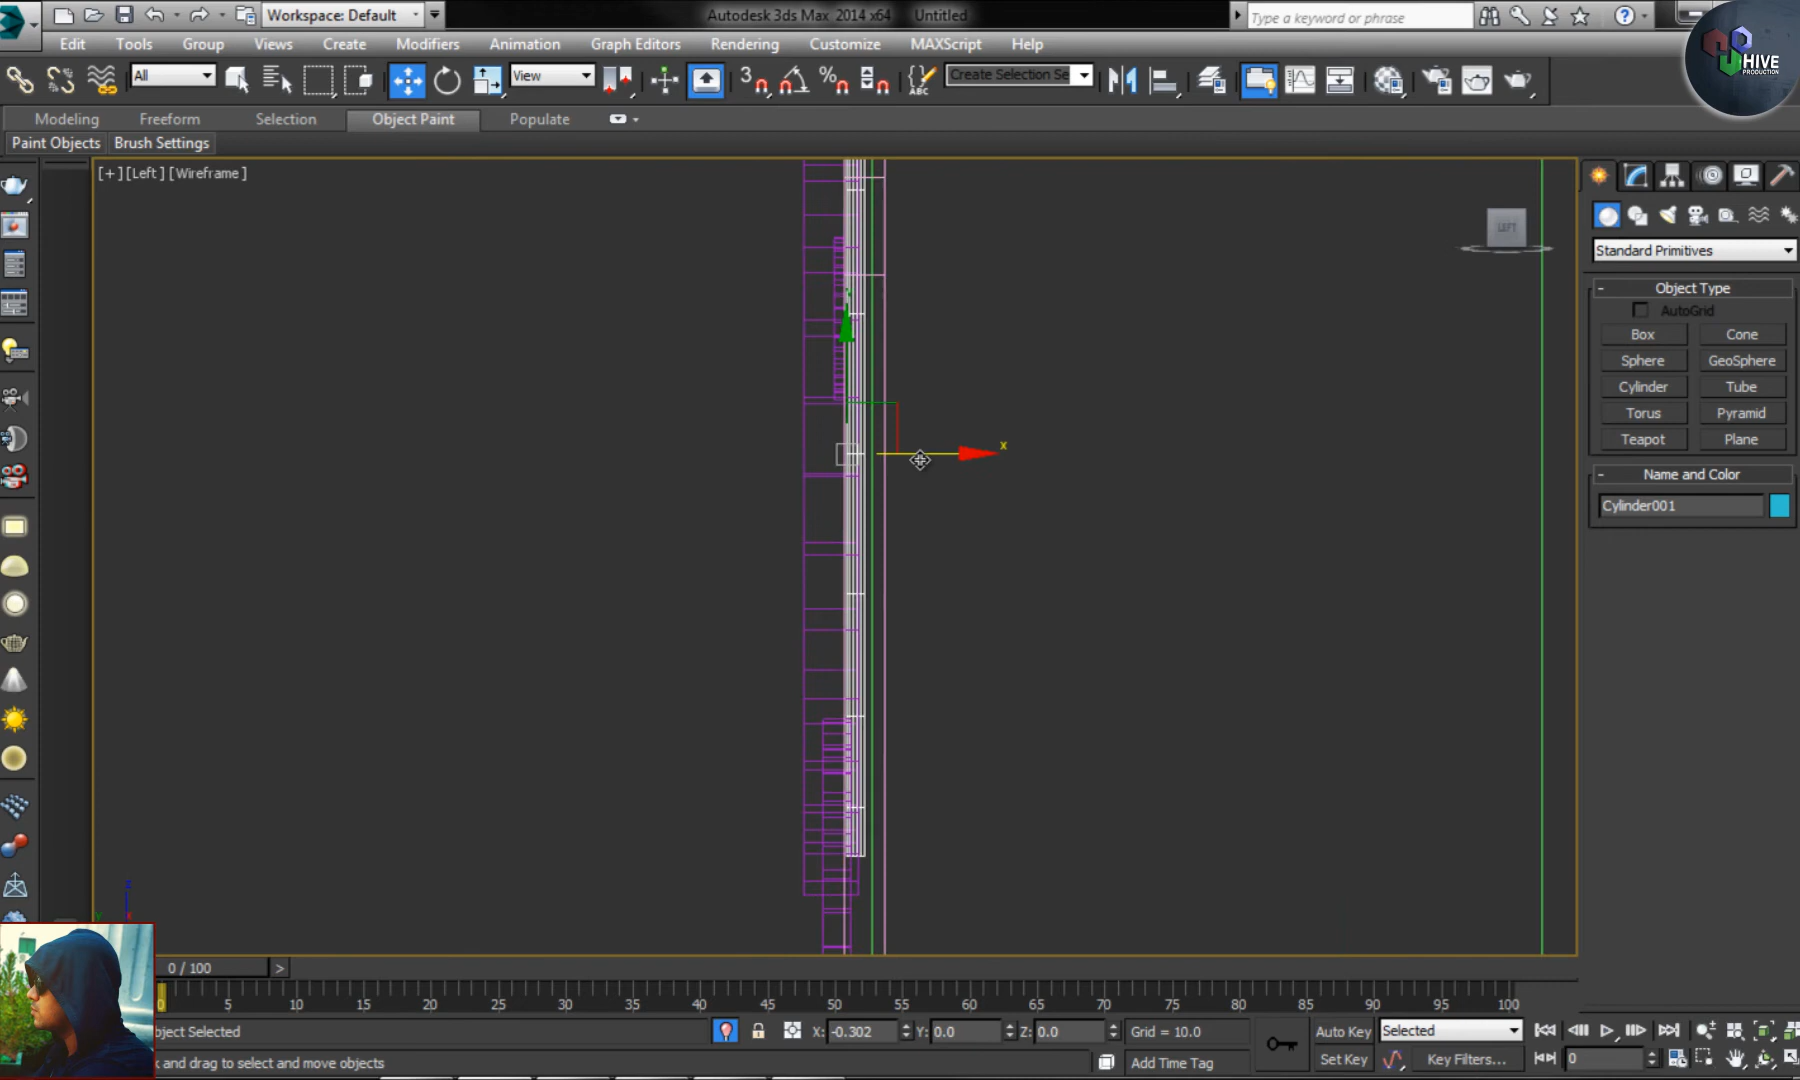 Workspace: Default
Autodesk 3ds Max 2014 x64 Untitled
Type a keyword or phrase
Edit Tools Group Views Create Modifiers Animation Graph Editors Rendering Customize MAXScript Help
HIVE
PRODUCTION
All
View
3
%
ABC
Create Selection Se
Modeling Freeform Selection Object Paint Populate
Paint Objects Brush Settings
[+] [Left] [Wireframe]
LEFT
Standard Primitives
- Object Type
AutoGrid
Box Cone
Sphere GeoSphere
Cylinder Tube
Torus Pyramid
Teapot Plane
- Name and Color
Cylinder001
x
z
y x
0 / 100 >
0 5 10 15 20 25 30 35 40 45 50 55 60 65 70 75 80 85 90 95 100
bject Selected
X: -0.302 Y: 0.0 Z: 0.0 Grid = 10.0
Auto Key Selected
k and drag to select and move objects
Add Time Tag
Set Key Key Filters... 0